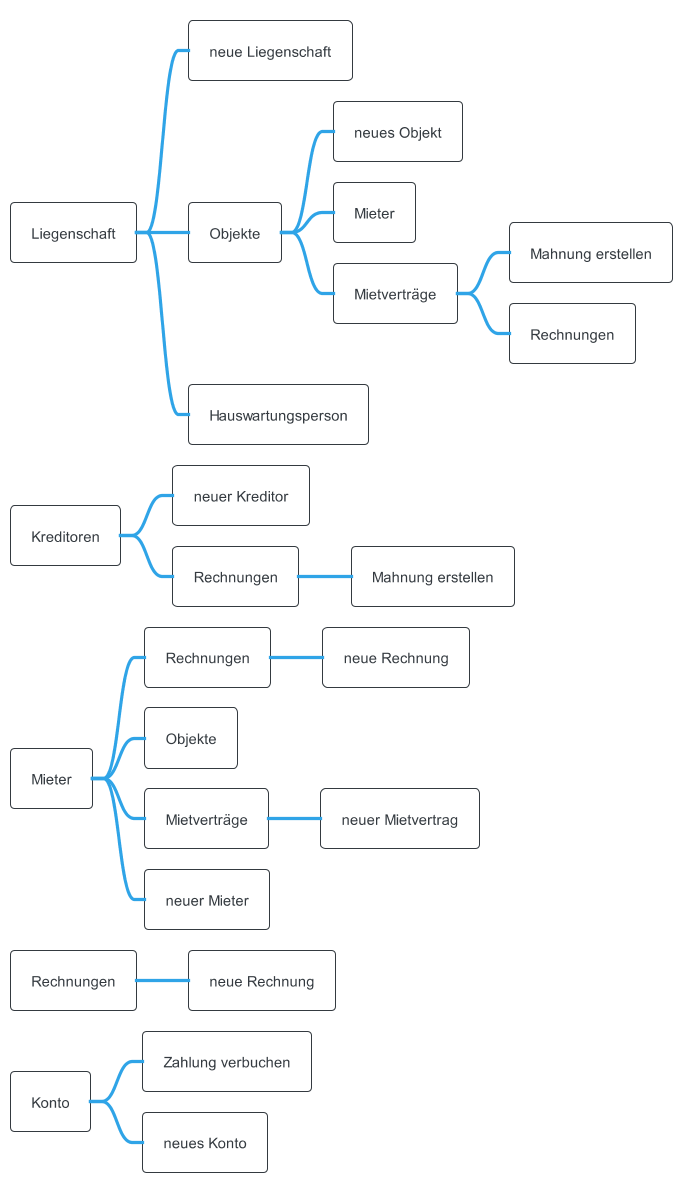 neue Liegenschaft
neues Objekt
Mieter
Liegenschaft
Objekte
Mahnung erstellen
Mietverträge
Rechnungen
Hauswartungsperson
neuer Kreditor
Kreditoren
Rechnungen
Mahnung erstellen
Rechnungen
neue Rechnung
Objekte
Mieter
Mietverträge
neuer Mietvertrag
neuer Mieter
Rechnungen
neue Rechnung
Zahlung verbuchen
Konto
neues Konto